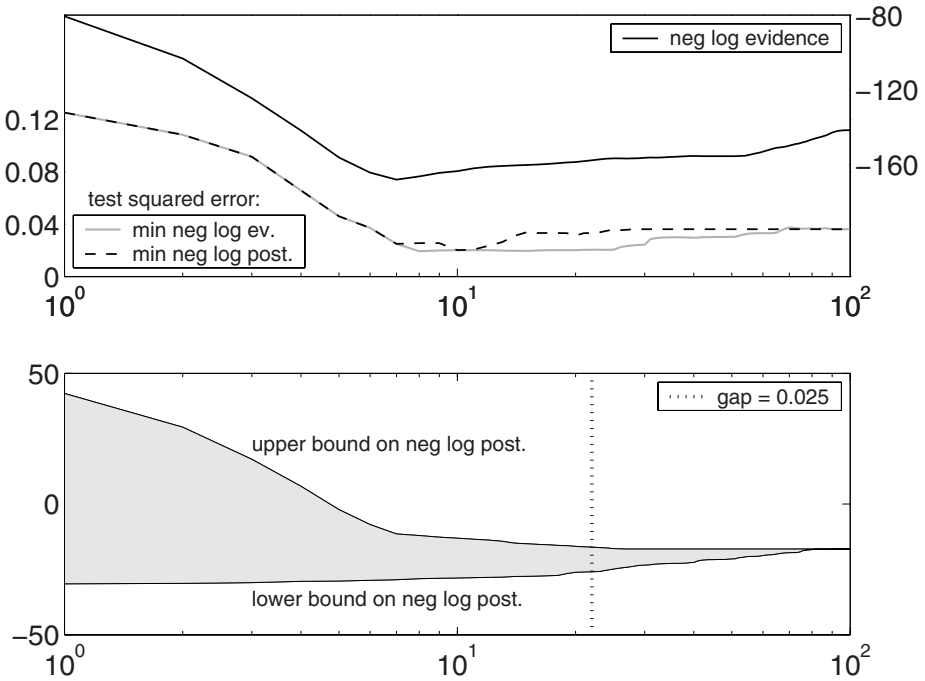 −80
neg log evidence
−120
0.12
0.08
−160
test squared error:
min neg log ev.
0.04
min neg log post.
0
10^0
10^1
10^2
50
gap = 0.025
upper bound on neg log post.
0
lower bound on neg log post.
−50
10^0
10^1
10^2